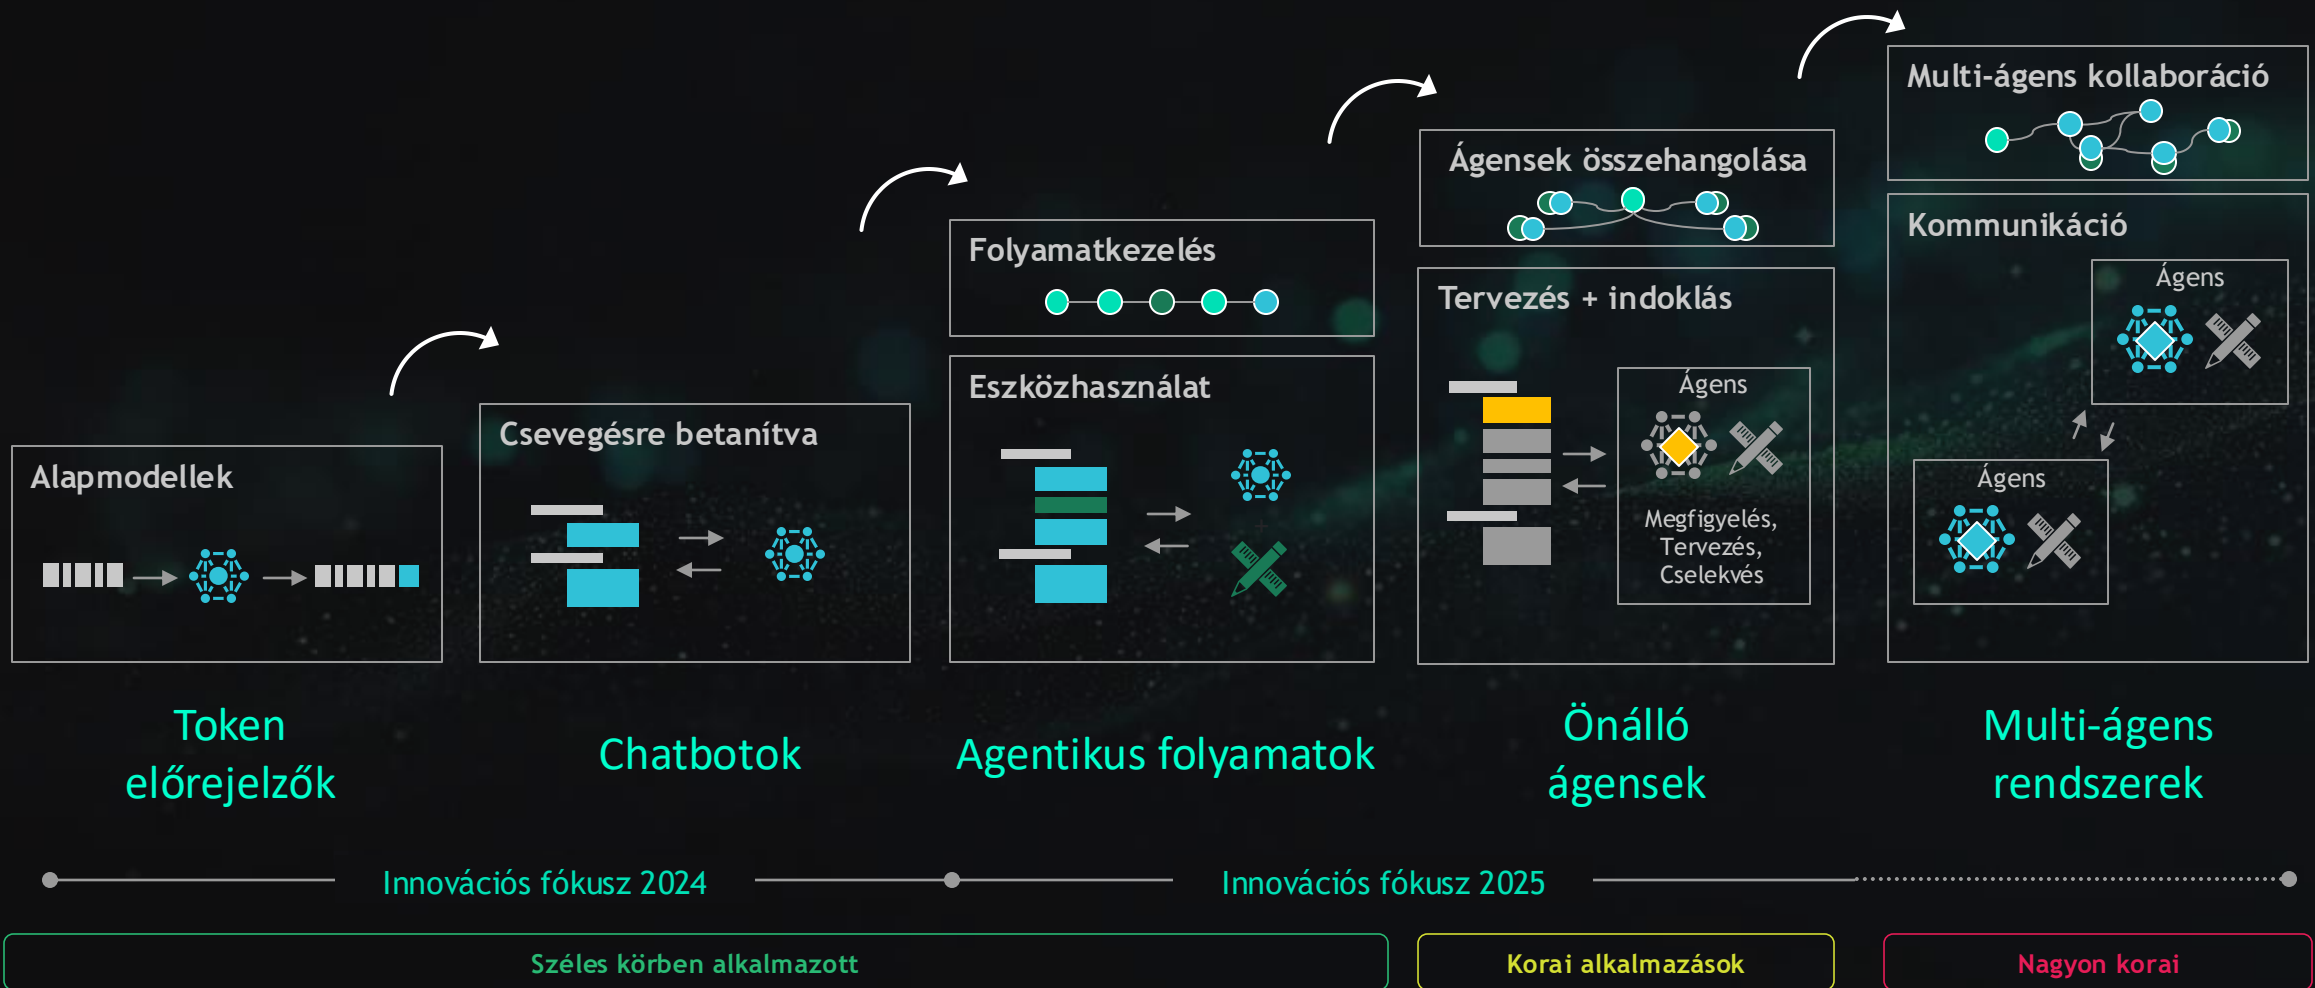 Alapmodellek
Csevegésre betanítva
Folyamatkezelés
Eszközhasználat
Ágensek összehangolása
Tervezés + indoklás
Ágens
Megfigyelés,
Tervezés,
Cselekvés
Multi-ágens kollaboráció
Kommunikáció
Ágens
Ágens
Token
előrejelzők
Chatbotok
Agentikus folyamatok
Önálló
ágensek
Multi-ágens
rendszerek
Innovációs fókusz 2024
Innovációs fókusz 2025
Széles körben alkalmazott
Korai alkalmazások
Nagyon korai